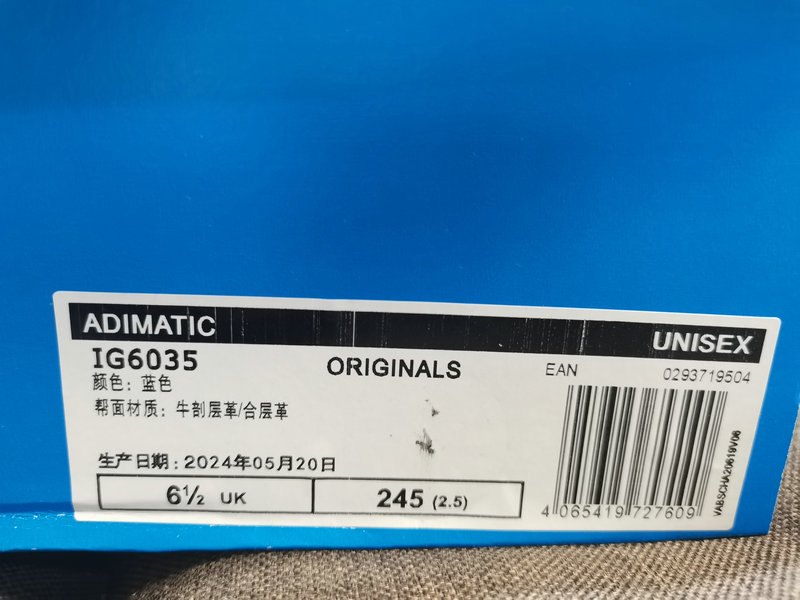 ADIMATIC
UNISEX
IG6035
ORIGINALS
EAN
0293719504
颜色：蓝色
帮面材质：牛剖层革/合层革
生产日期：2024年05月20日
6½ UK
245 (2.5)
4 065419 727609
VABSCHA20619V06